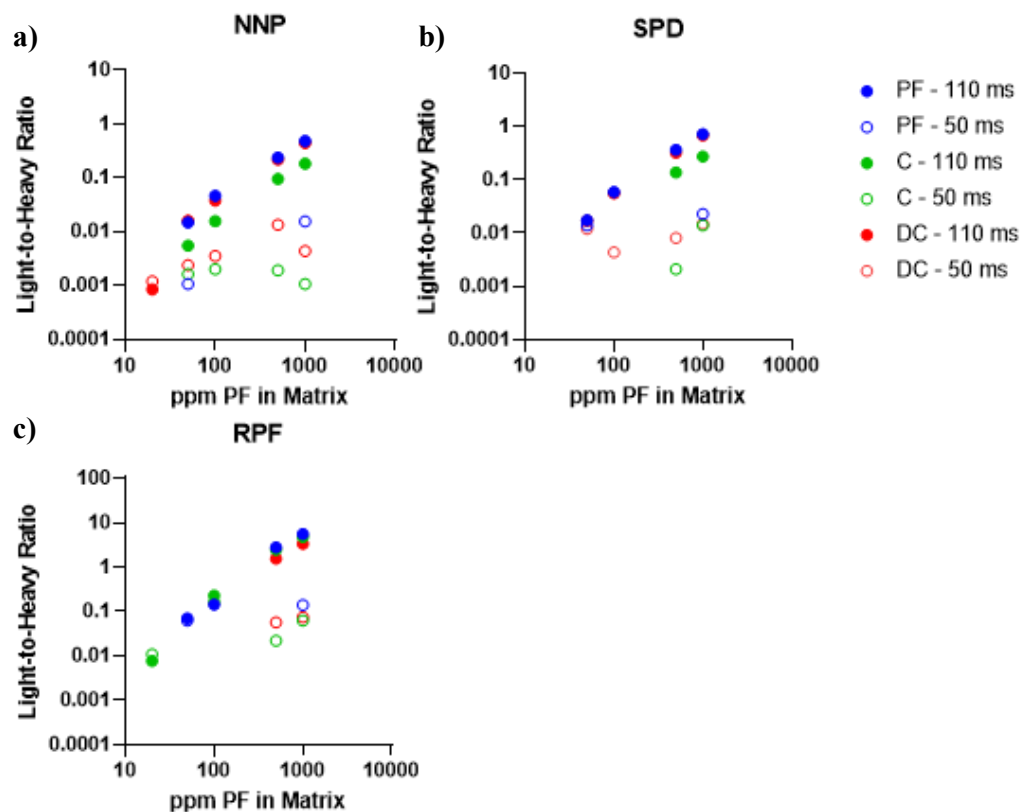 a)
NNP
Light-to-Heavy Ratio
10
1
0.1
0.01
0.001
0.0001
10
100
1000
10000
ppm PF in Matrix
b)
SPD
Light-to-Heavy Ratio
10
1
0.1
0.01
0.001
0.0001
10
100
1000
10000
ppm PF in Matrix
PF - 110 ms
PF - 50 ms
C - 110 ms
C - 50 ms
DC - 110 ms
DC - 50 ms
c)
RPF
Light-to-Heavy Ratio
100
10
1
0.1
0.01
0.001
0.0001
10
100
1000
10000
ppm PF in Matrix